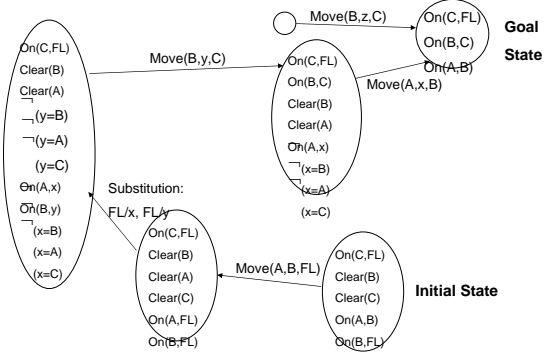 Move(B,z,C)
On(C,FL)
On(B,C)
On(A,B)
Goal
State
Move(B,y,C)
Move(A,x,B)
On(C,FL)
On(B,C)
Clear(B)
Clear(A)
On(A,x)
¬(x=B)
¬(x=A)
(x=C)
On(C,FL)
Clear(B)
Clear(A)
¬(y=B)
¬(y=A)
¬(y=C)
On(A,x)
On(B,y)
¬(x=B)
¬(x=A)
(x=C)
Substitution:
FL/x, FL/y
On(C,FL)
Clear(B)
Clear(A)
Clear(C)
On(A,FL)
On(B,FL)
Move(A,B,FL)
On(C,FL)
Clear(B)
Clear(C)
On(A,B)
On(B,FL)
Initial State